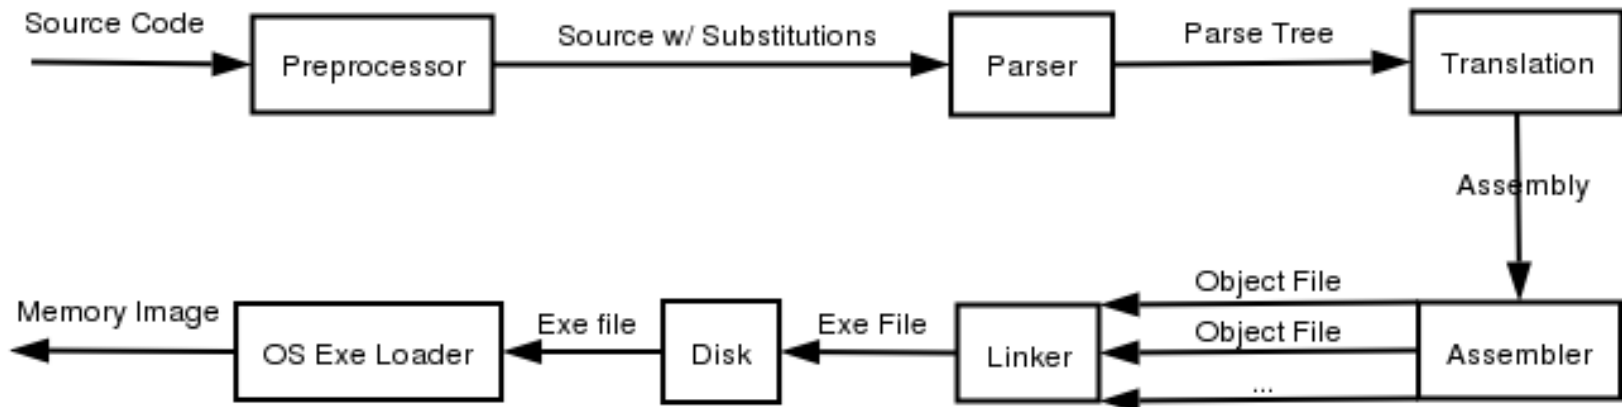 Source Code
Preprocessor
Source w/ Substitutions
Parser
Parse Tree
Translation
Assembly
Assembler
Object File
Object File
...
Linker
Exe File
Disk
Exe file
OS Exe Loader
Memory Image